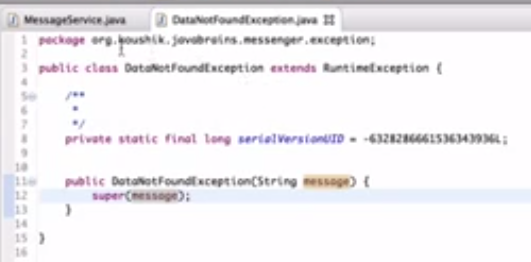 MessageService.java DataNotFoundException.java
1 package org.koushik.javabrains.messenger.exception;
2
3 public class DataNotFoundException extends RuntimeException {
4
5 /**
6 *
7 */
8 private static final long serialVersionUID = -6328286661536343936L;
9
10
11 public DataNotFoundException(String message) {
12 super(message);
13 }
14
15 }
16